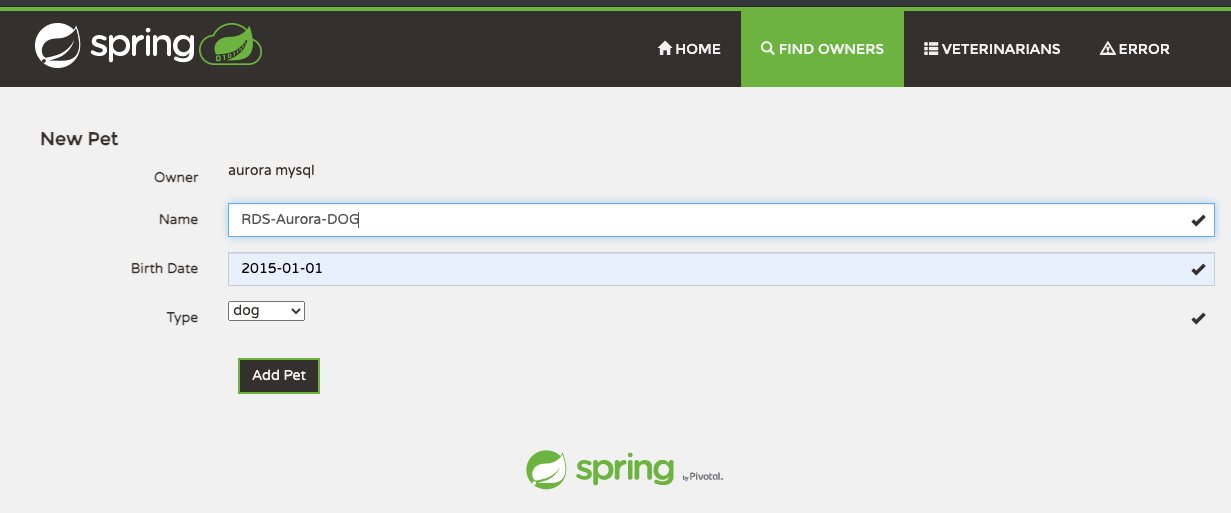 spring
HOME
FIND OWNERS
VETERINARIANS
ERROR
New Pet
Owner
aurora mysql
Name
RDS-Aurora-DOG
Birth Date
2015-01-01
Type
dog
Add Pet
spring by Pivotal